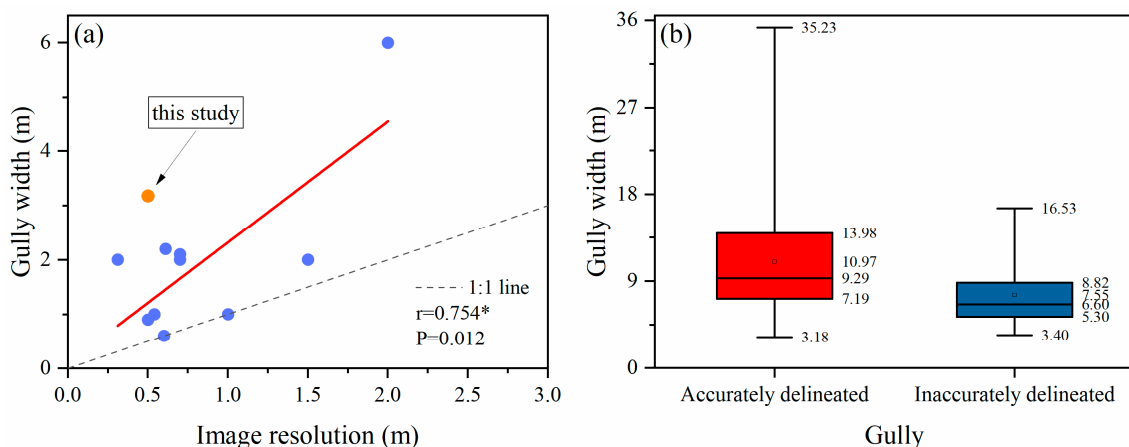 (a)
6
4
2
0
Gully width (m)
this study
1:1 line
r=0.754*
P=0.012
0.0 0.5 1.0 1.5 2.0 2.5 3.0
Image resolution (m)
(b)
36
27
18
9
0
Gully width (m)
35.23
13.98
10.97
9.29
7.19
3.18
16.53
8.82
7.55
6.60
5.30
3.40
Accurately delineated Inaccurately delineated
Gully